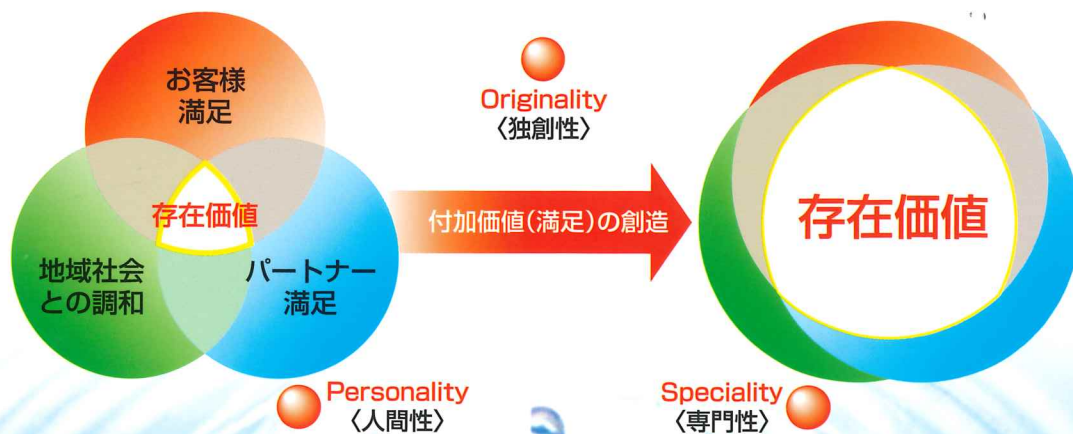 お客様
満足
存在価値
地域社会
との調和
パートナー
満足
Originality
〈独創性〉
付加価値(満足)の創造
存在価値
Personality
〈人間性〉
Speciality
〈専門性〉